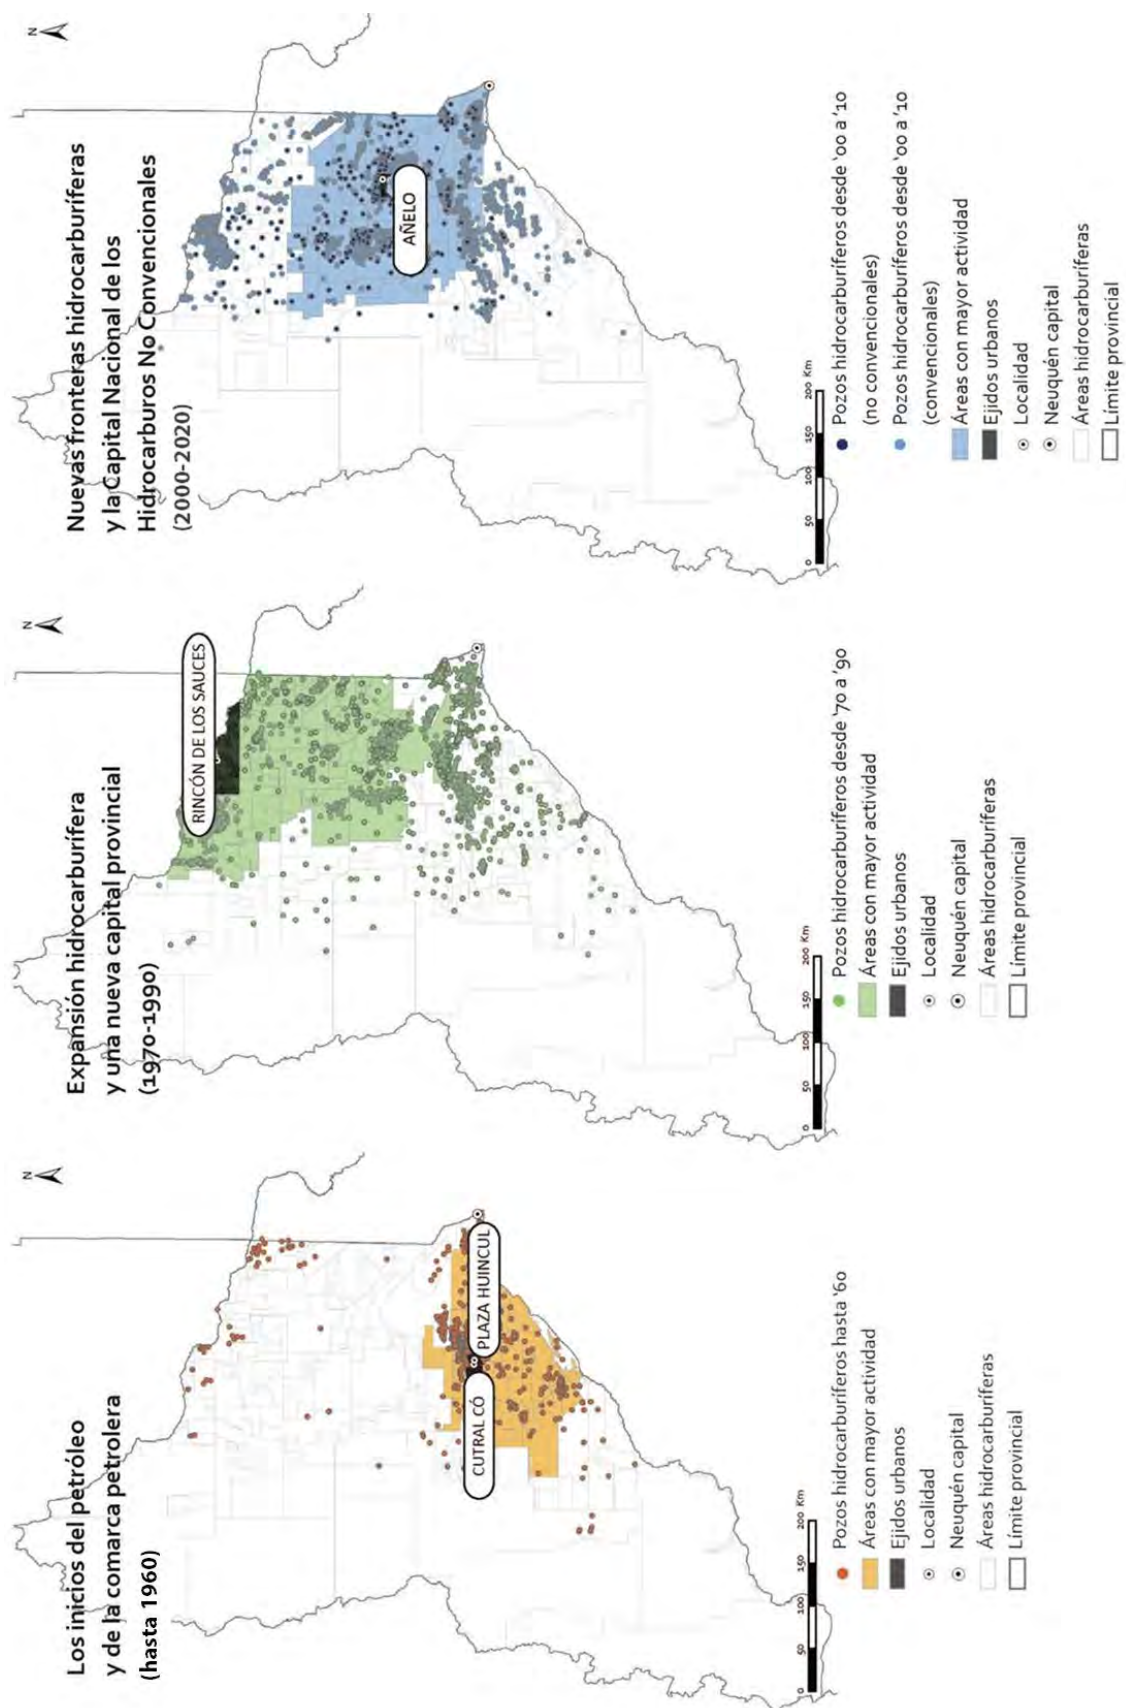 Los inicios del petróleo
y de la comarca petrolera
(hasta 1960)
N
CUTRAL CÓ
PLAZA HUINCUL
0 50 100 150 200 Km
Pozos hidrocarburíferos hasta '60
Áreas con mayor actividad
Ejidos urbanos
Localidad
Neuquén capital
Áreas hidrocarburíferas
Límite provincial
Expansión hidrocarburífera
y una nueva capital provincial
(1970-1990)
N
RINCÓN DE LOS SAUCES
0 50 100 150 200 Km
Pozos hidrocarburíferos desde '70 a '90
Áreas con mayor actividad
Ejidos urbanos
Localidad
Neuquén capital
Áreas hidrocarburíferas
Límite provincial
Nuevas fronteras hidrocarburíferas
y la Capital Nacional de los
Hidrocarburos No Convencionales
(2000-2020)
N
AÑELO
0 50 100 150 200 Km
Pozos hidrocarburíferos desde '00 a '10
(no convencionales)
Pozos hidrocarburíferos desde '00 a '10
(convencionales)
Áreas con mayor actividad
Ejidos urbanos
Localidad
Neuquén capital
Áreas hidrocarburíferas
Límite provincial